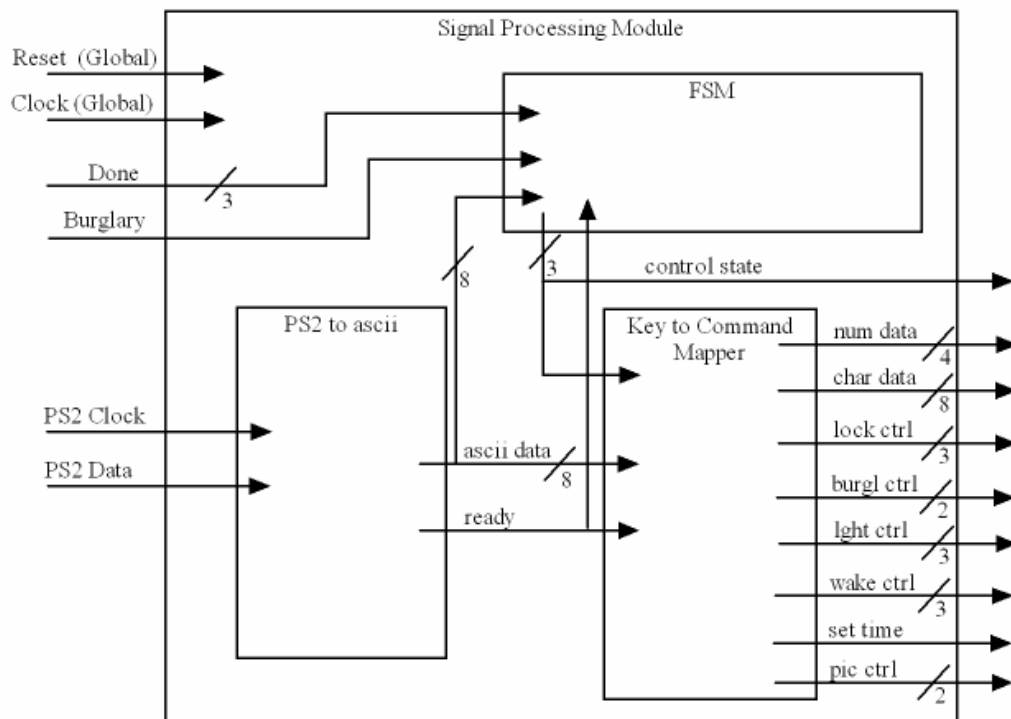 Signal Processing Module
Reset (Global)
Clock (Global)
Done
3
Burglary
FSM
8
3
control state
PS2 to ascii
PS2 Clock
PS2 Data
ascii data
8
ready
Key to Command
Mapper
num data
4
char data
8
lock ctrl
3
burgl ctrl
2
lght ctrl
3
wake ctrl
3
set time
pic ctrl
2